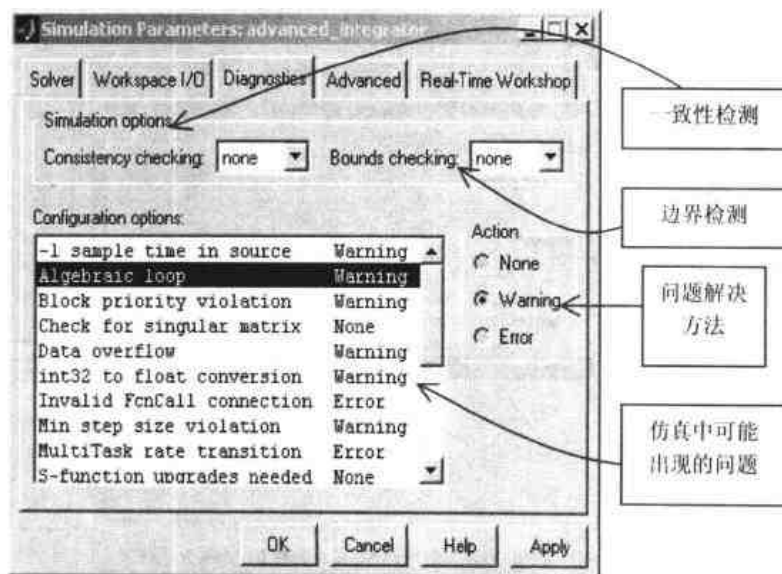 Simulation Parameters: advanced_integrator
Solver Workspace I/O Diagnostics Advanced Real-Time Workshop
Simulation options
Consistency checking: none Bounds checking: none
Configuration options:
-1 sample time in source Warning
Algebraic loop Warning
Block priority violation Warning
Check for singular matrix None
Data overflow Warning
int32 to float conversion Warning
Invalid FcnCall connection Error
Min step size violation Warning
MultiTask rate transition Error
S-function upgrades needed None
Action
None
Warning
Error
OK Cancel Help Apply
一致性检测
边界检测
问题解决
方法
仿真中可能
出现的问题